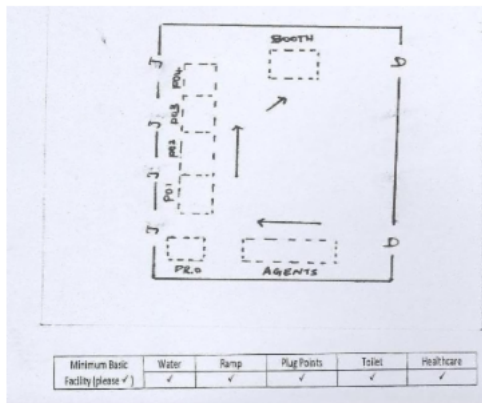 BOOTH
J
D
PO4
PO3
J
PO2
J
PO1
J
D
PRO
AGENTS
Minimum Basic Facility (please ✓) Water Ramp Plug Points Toilet Healthcare
✓ ✓ ✓ ✓ ✓